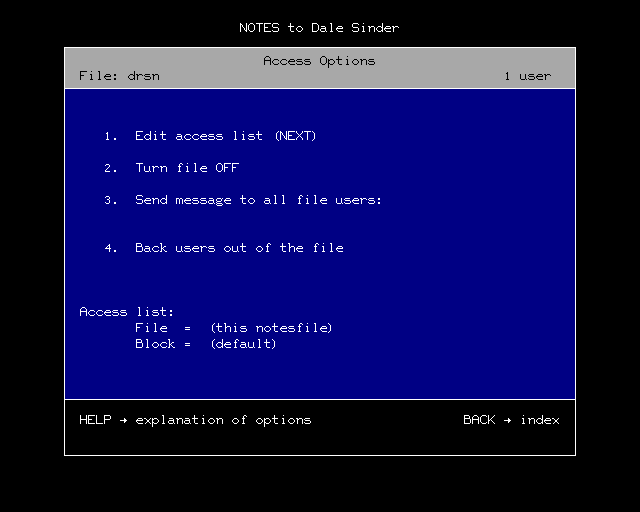 NOTES to Dale Sinder
Access Options
File: drsn 1 user
1. Edit access list (NEXT)
2. Turn file OFF
3. Send message to all file users:
4. Back users out of the file
Access list:
File = (this notesfile)
Block = (default)
HELP → explanation of options BACK → index